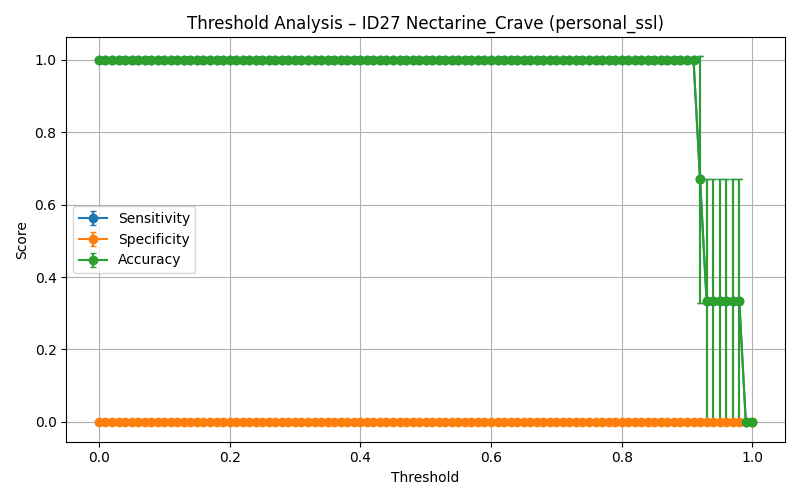 Threshold Analysis – ID27 Nectarine_Crave (personal_ssl)
1.0
0.8
0.6
0.4
0.2
0.0
Score
Sensitivity
Specificity
Accuracy
0.0 0.2 0.4 0.6 0.8 1.0
Threshold